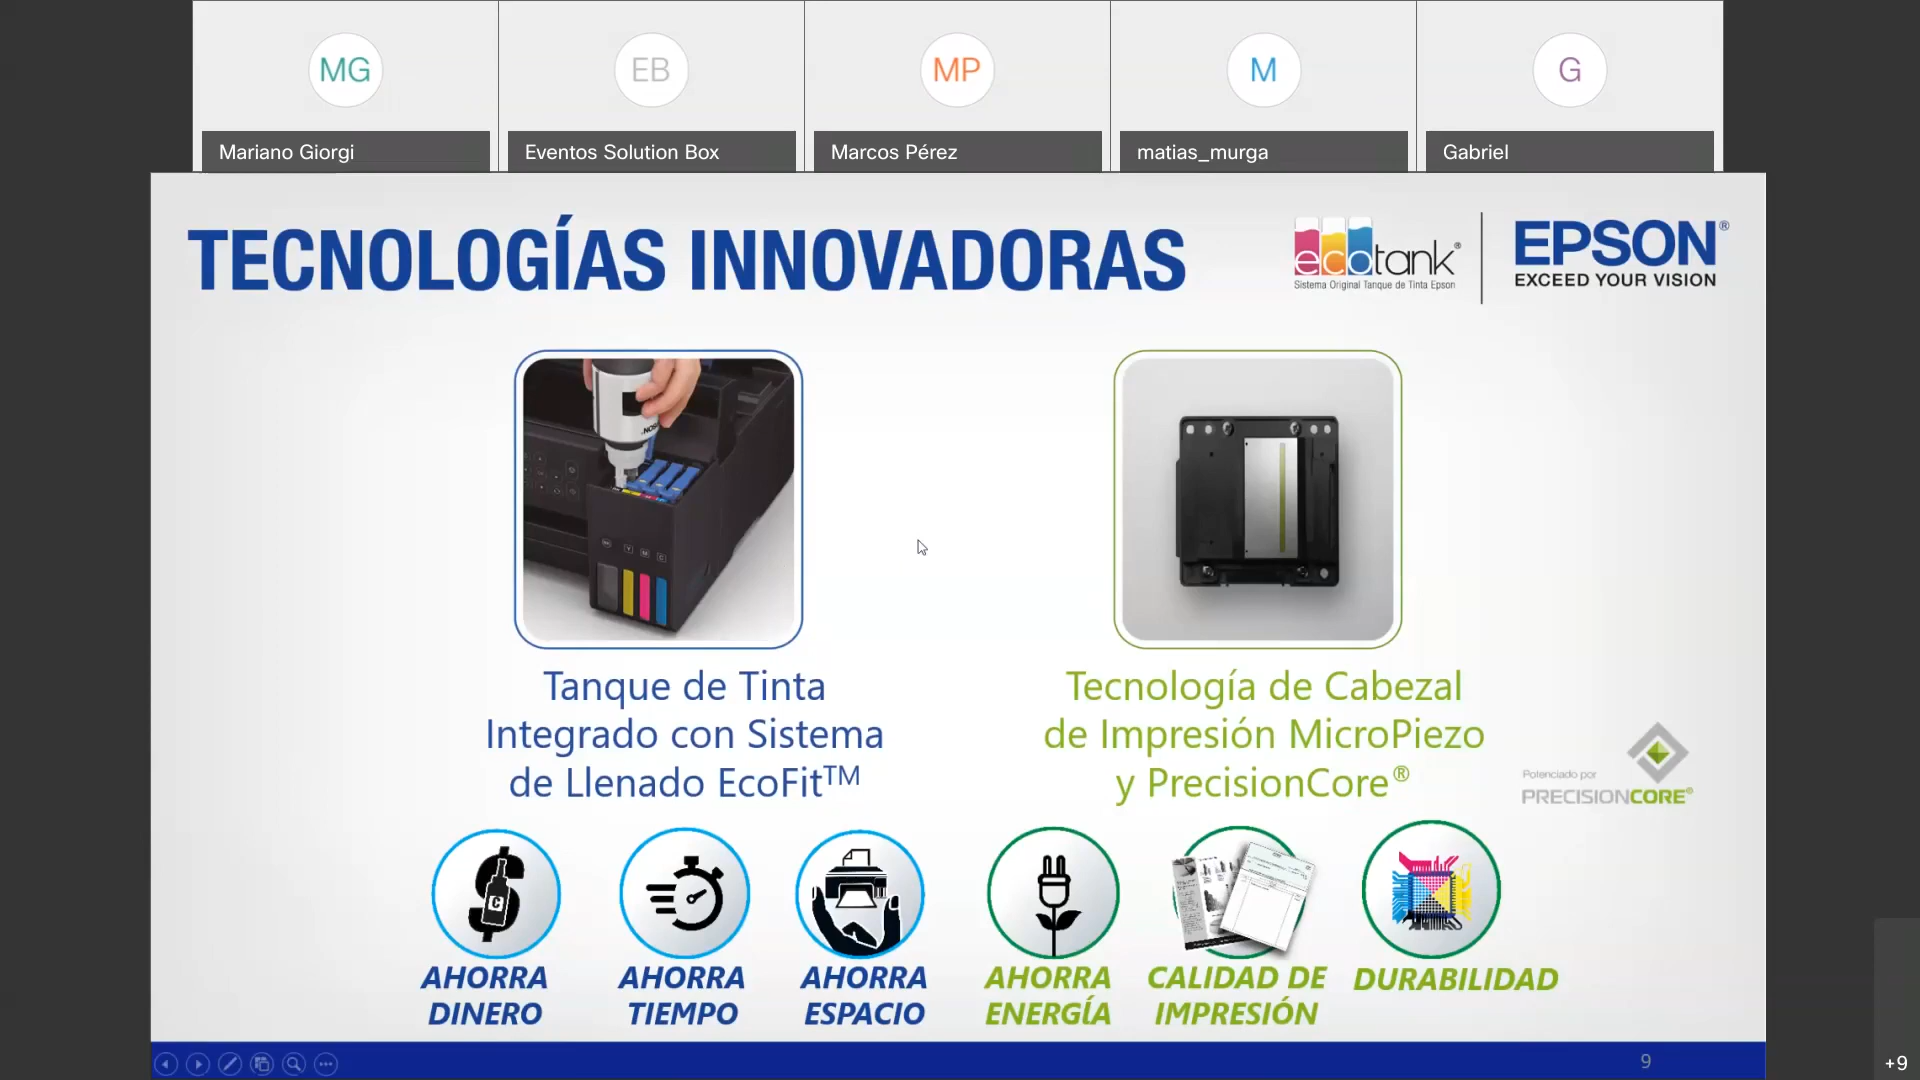 MG
EB
MP
M
G
Mariano Giorgi
Eventos Solution Box
Marcos Pérez
matias_murga
Gabriel
TECNOLOGÍAS INNOVADORAS
ecotank®
Sistema Original Tanque de Tinta Epson
EPSON®
EXCEED YOUR VISION
Tanque de Tinta
Integrado con Sistema
de Llenado EcoFit™
Tecnología de Cabezal
de Impresión MicroPiezo
y PrecisionCore®
Potenciado por
PRECISIONCORE®
AHORRA
DINERO
AHORRA
TIEMPO
AHORRA
ESPACIO
AHORRA
ENERGÍA
CALIDAD DE
IMPRESIÓN
DURABILIDAD
9
+9